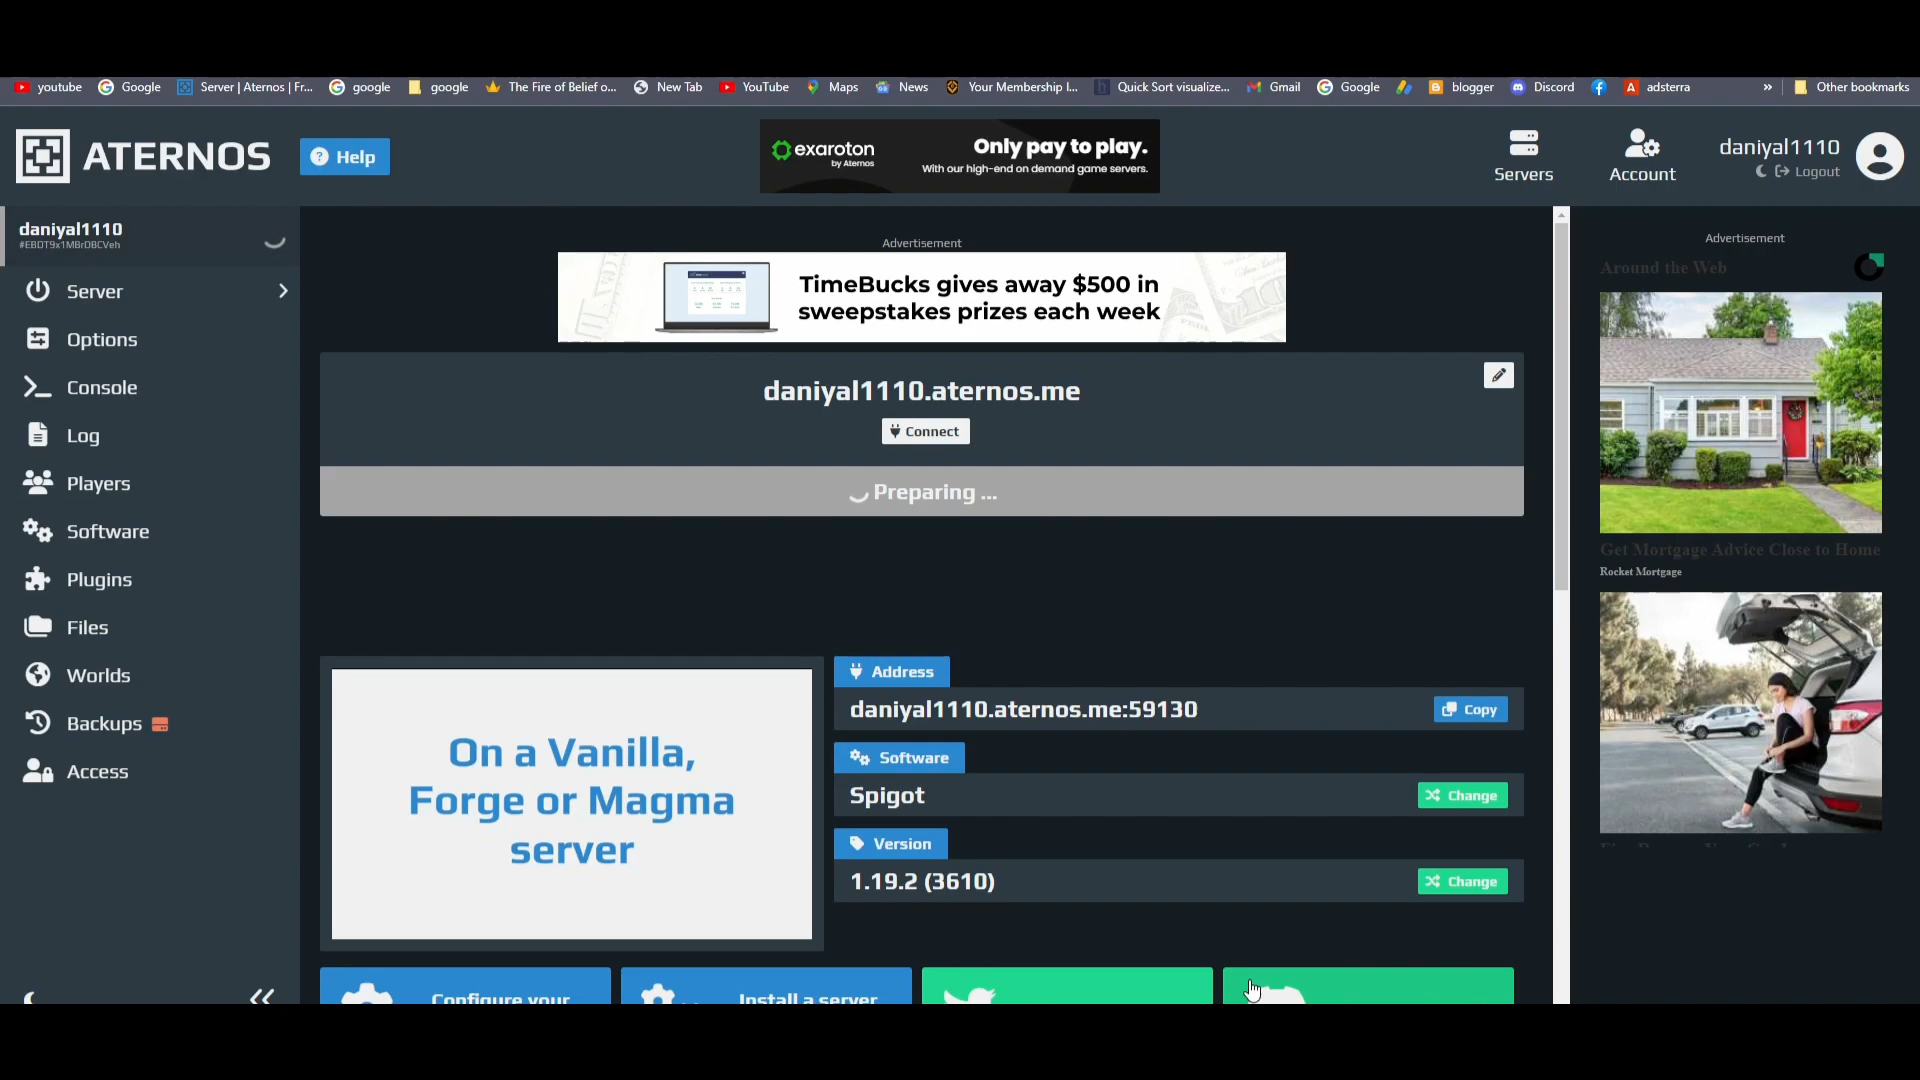 youtube Google Server | Aternos | Fr... google google The Fire of Belief o... New Tab YouTube Maps News Your Membership I... Quick Sort visualize... Gmail Google blogger Discord adsterra » Other bookmarks
ATERNOS
Help
exaroton
by Aternos
Only pay to play.
With our high-end on demand game servers.
Servers
Account
daniyal1110
Logout
daniyal1110
Server
Options
Console
Log
Players
Software
Plugins
Files
Worlds
Backups
Access
Advertisement
TimeBucks gives away $500 in
sweepstakes prizes each week
daniyal1110.aternos.me
Connect
Preparing ...
On a Vanilla,
Forge or Magma
server
Address
daniyal1110.aternos.me:59130
Copy
Software
Spigot
Change
Version
1.19.2 (3610)
Change
Configure your
Install a server
Advertisement
Around the Web
Get Mortgage Advice Close to Home
Rocket Mortgage